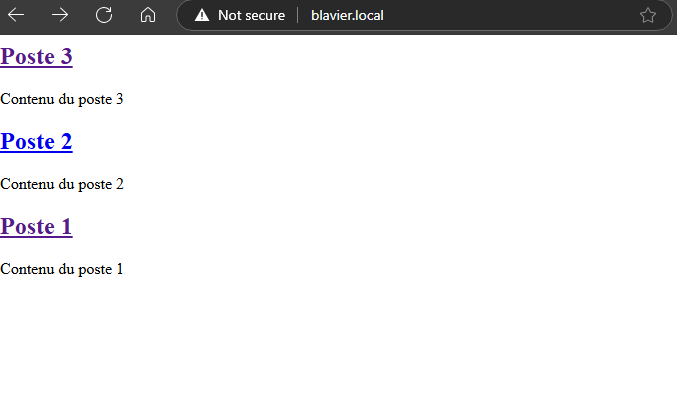 Not secure blavier.local
Poste 3
Contenu du poste 3
Poste 2
Contenu du poste 2
Poste 1
Contenu du poste 1